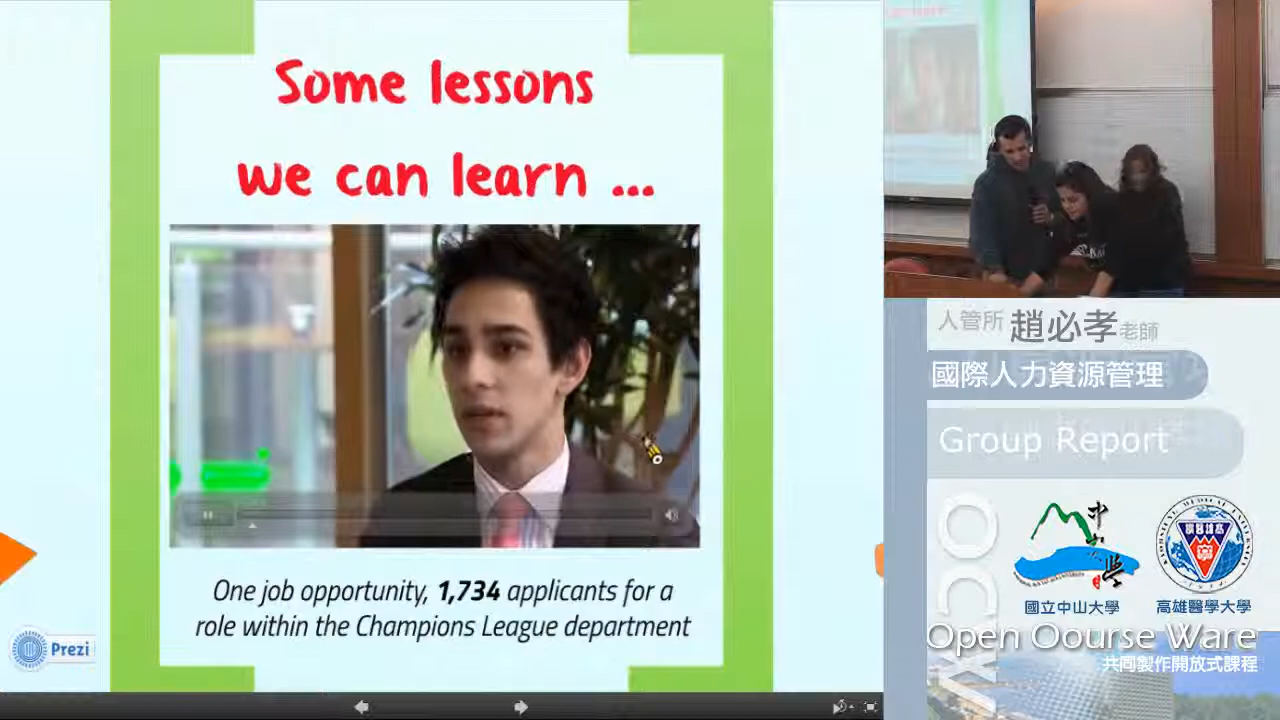 Some lessons
we can learn ...
One job opportunity, 1,734 applicants for a
role within the Champions League department
Prezi
人管所 趙必孝老師
國際人力資源管理
Group Report
OCW
國立中山大學
高雄醫學大學
Open Oourse Ware
共同製作開放式課程